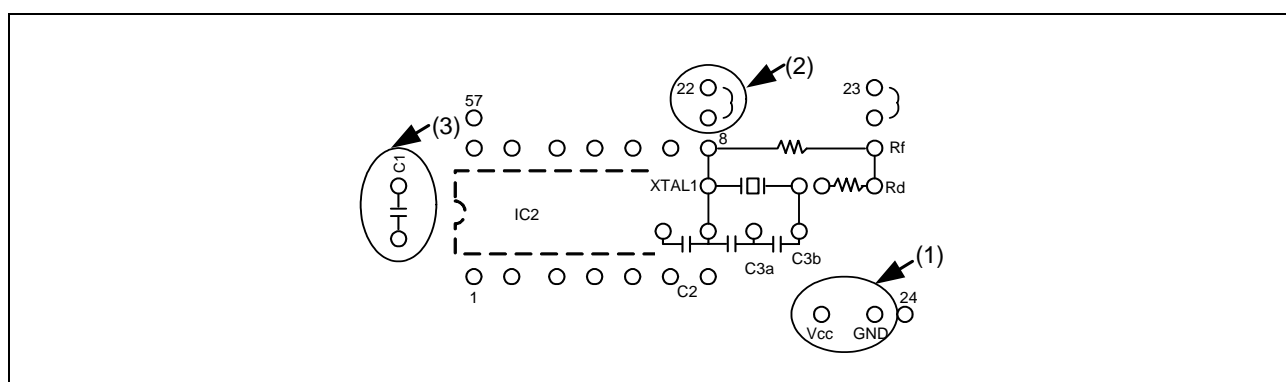 (2)
22
23
57
(3)
8
C1
Rf
XTAL1
Rd
IC2
C3a
C3b
(1)
1
C2
24
Vcc
GND